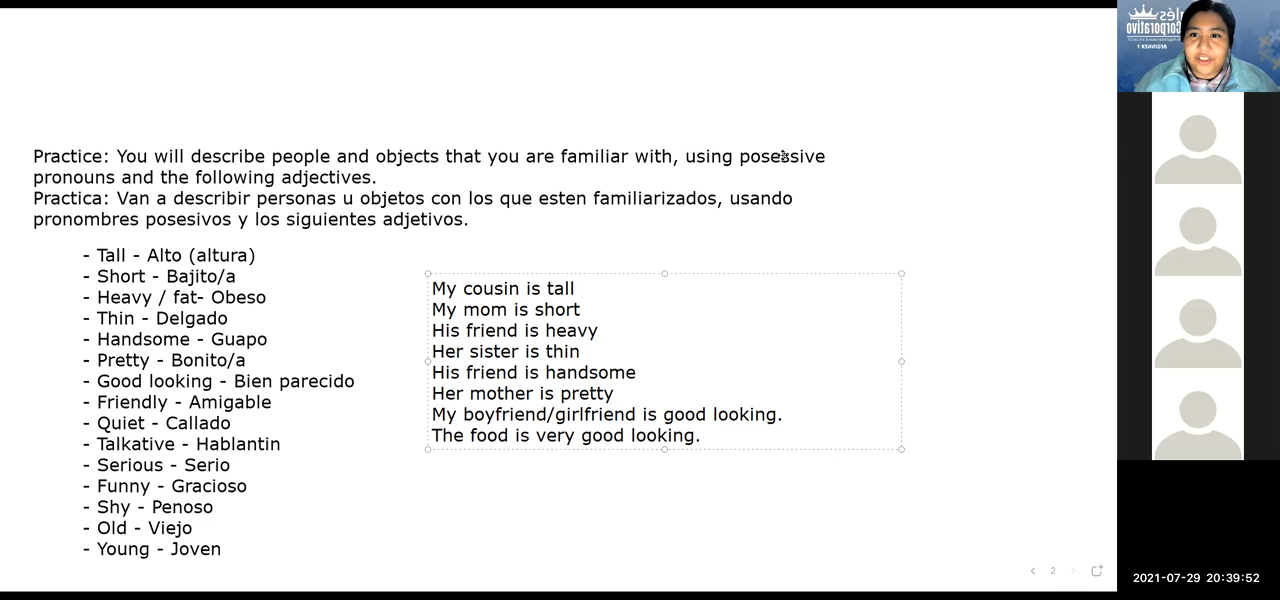 Practice: You will describe people and objects that you are familiar with, using posessive
pronouns and the following adjectives.
Practica: Van a describir personas u objetos con los que esten familiarizados, usando
pronombres posesivos y los siguientes adjetivos.
- Tall - Alto (altura)
- Short - Bajito/a
- Heavy / fat- Obeso
- Thin - Delgado
- Handsome - Guapo
- Pretty - Bonito/a
- Good looking - Bien parecido
- Friendly - Amigable
- Quiet - Callado
- Talkative - Hablantin
- Serious - Serio
- Funny - Gracioso
- Shy - Penoso
- Old - Viejo
- Young - Joven
My cousin is tall
My mom is short
His friend is heavy
Her sister is thin
His friend is handsome
Her mother is pretty
My boyfriend/girlfriend is good looking.
The food is very good looking.
2
Corporativo
2021-07-29 20:39:52